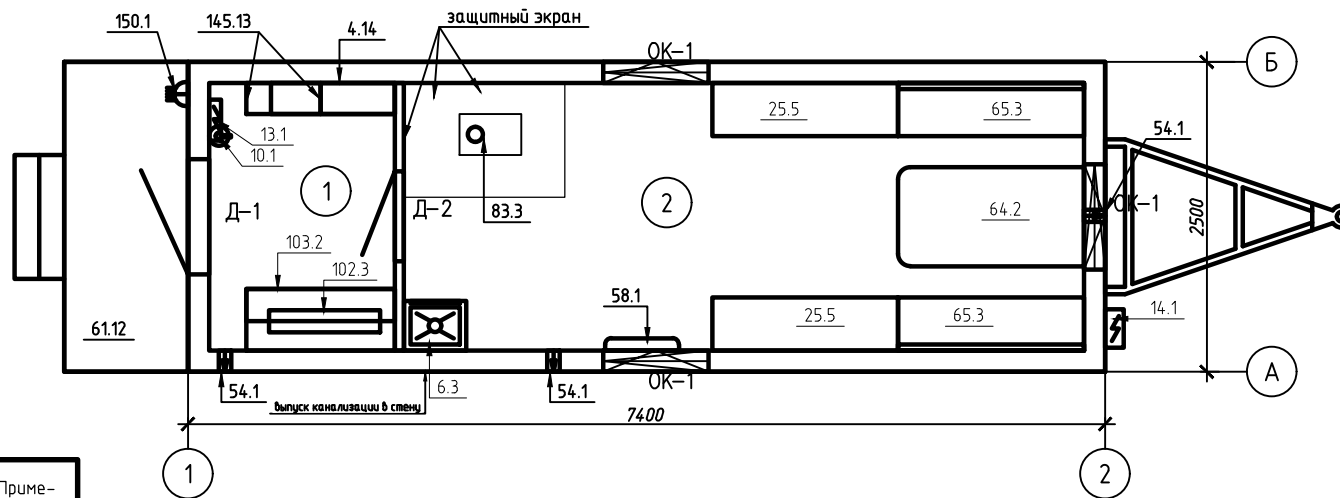 150.1
145.13
4.14
защитный экран
ОК-1
Б
13.1
10.1
1
Д-1
Д-2
83.3
2
25.5
65.3
54.1
64.2
ОК-1
2500
103.2
102.3
61.12
58.1
25.5
65.3
14.1
54.1
6.3
54.1
ОК-1
А
выпуск канализации в стену
7400
1
2
Приме-